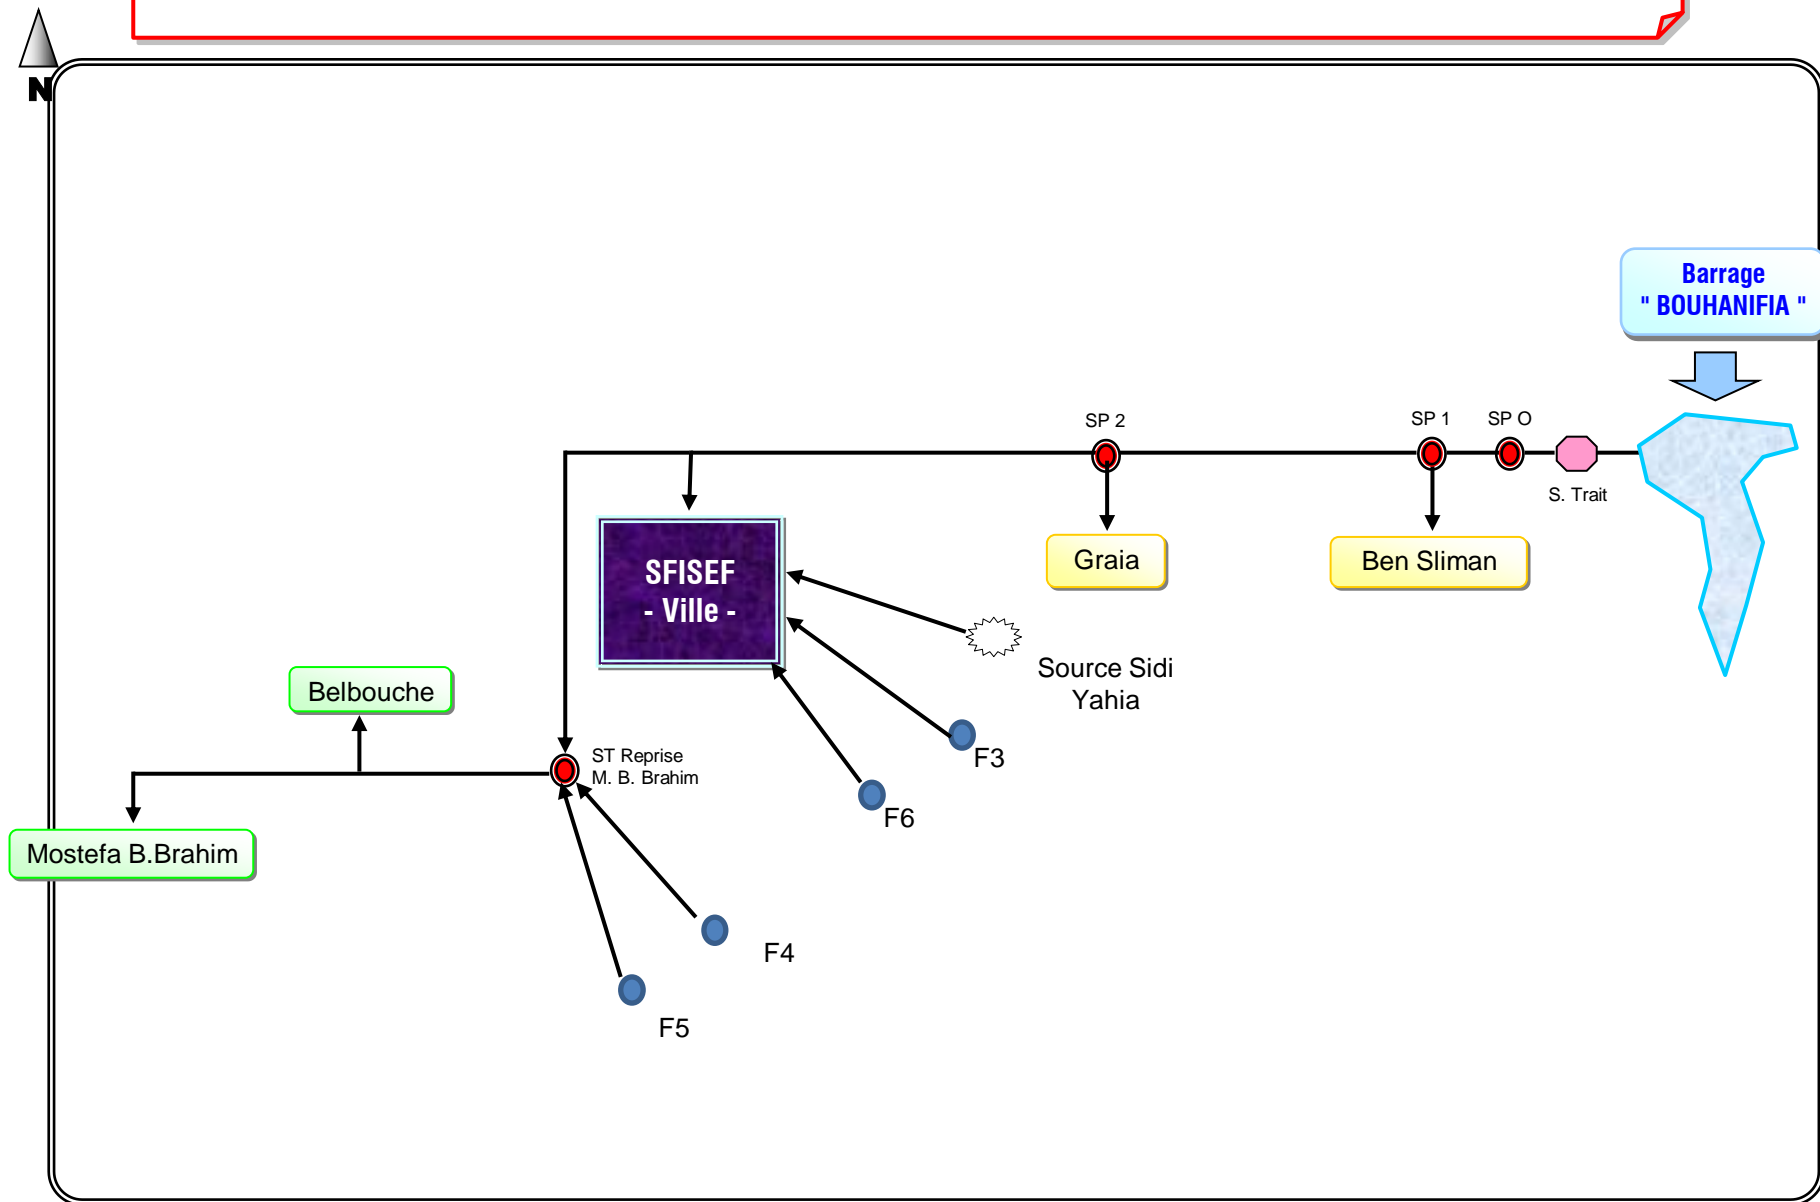 N
Barrage
" BOUHANIFIA "
SP 2
SP 1
SP O
S. Trait
SFISEF
- Ville -
Graia
Ben Sliman
Source Sidi
Yahia
Belbouche
ST Reprise
M. B. Brahim
F3
F6
Mostefa B.Brahim
F4
F5